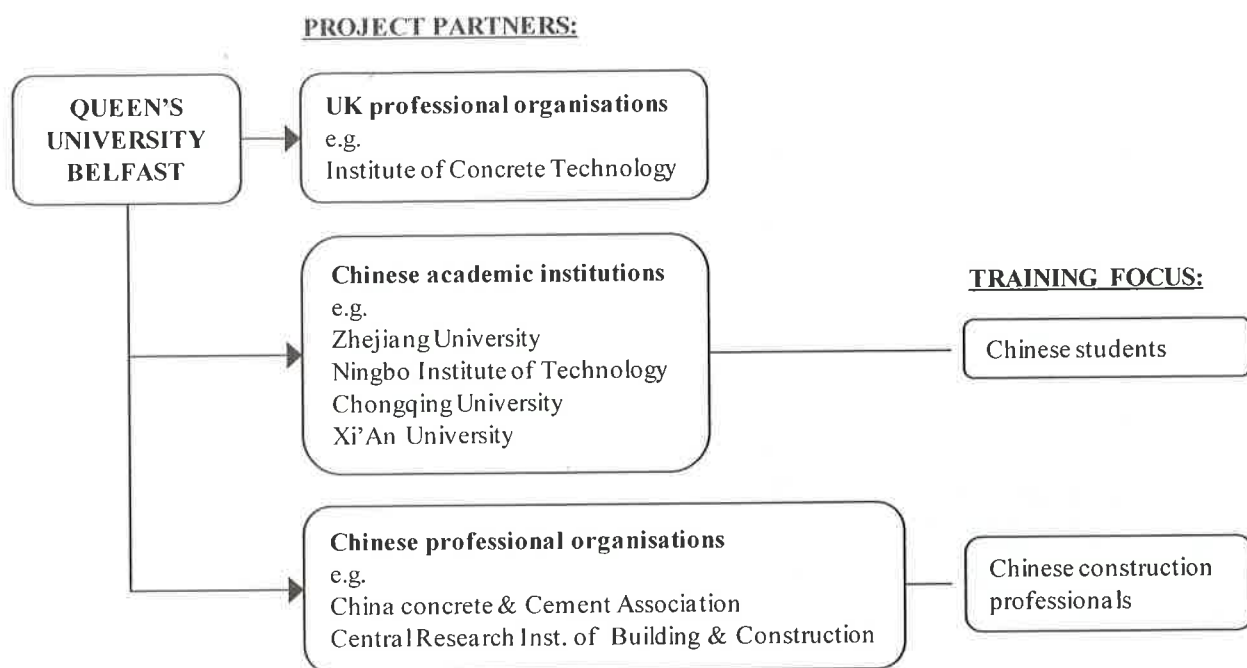 PROJECT PARTNERS:
QUEEN'S
UNIVERSITY
BELFAST
UK professional organisations
e.g.
Institute of Concrete Technology
Chinese academic institutions
e.g.
Zhejiang University
Ningbo Institute of Technology
Chongqing University
Xi'An University
TRAINING FOCUS:
Chinese students
Chinese professional organisations
e.g.
China concrete & Cement Association
Central Research Inst. of Building & Construction
Chinese construction
professionals